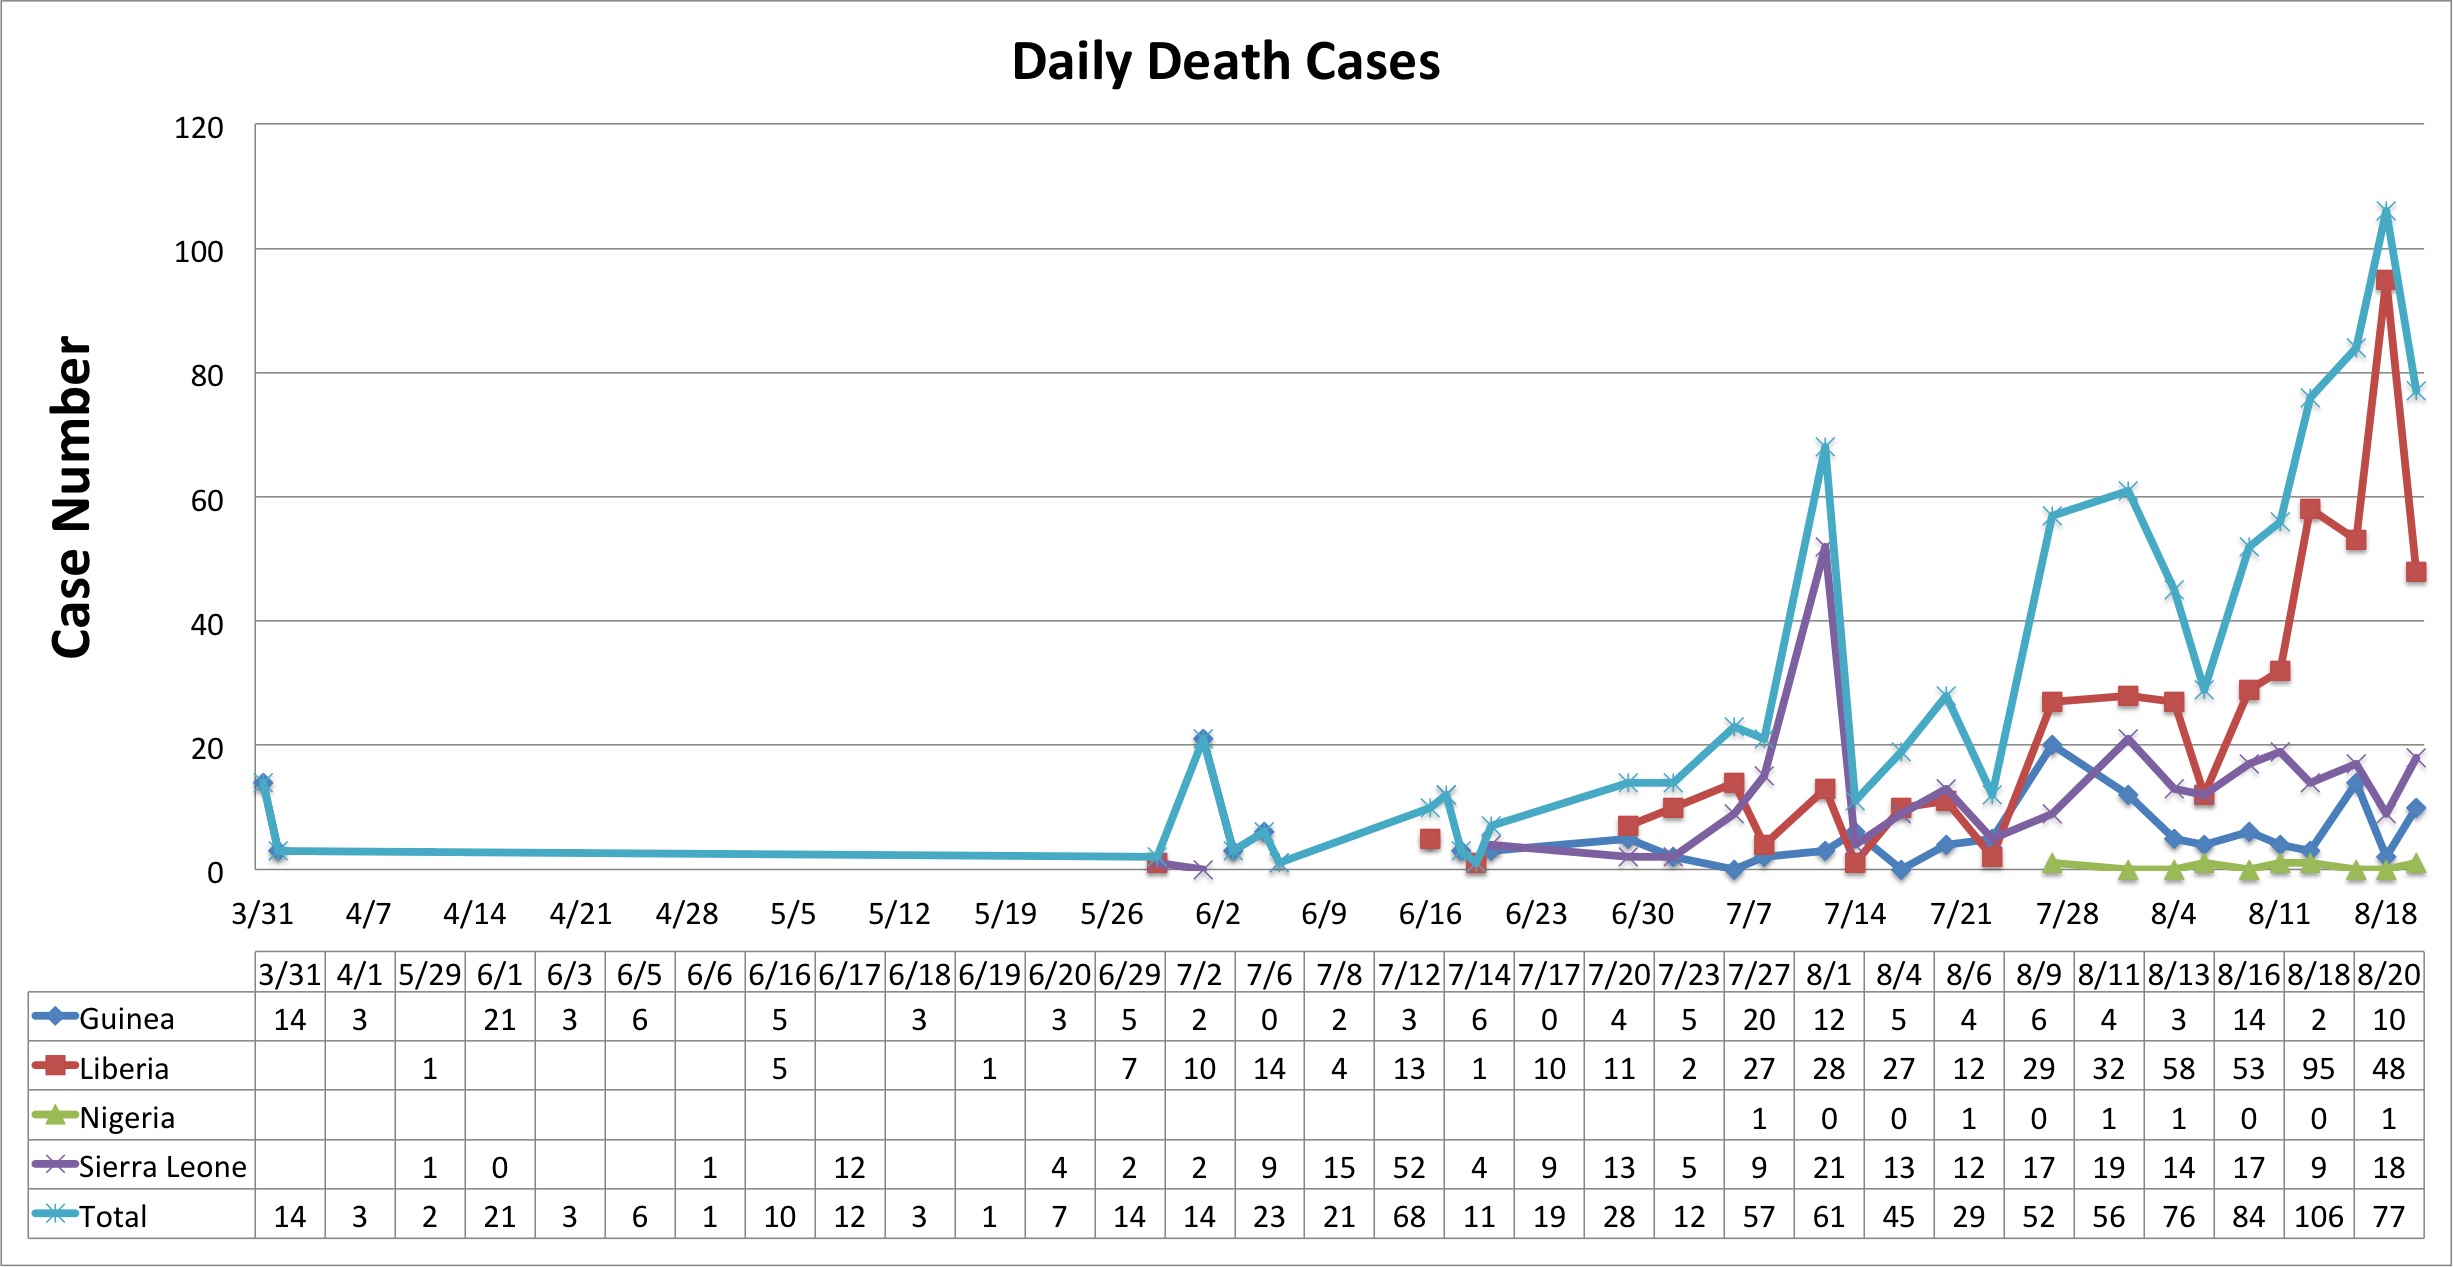 Daily Death Cases
120
100
80
60
40
20
0
Case Number
3/31 4/7 4/14 4/21 4/28 5/5 5/12 5/19 5/26 6/2 6/9 6/16 6/23 6/30 7/7 7/14 7/21 7/28 8/4 8/11 8/18
3/31 4/1 5/29 6/1 6/3 6/5 6/6 6/16 6/17 6/18 6/19 6/20 6/29 7/2 7/6 7/8 7/12 7/14 7/17 7/20 7/23 7/27 8/1 8/4 8/6 8/9 8/11 8/13 8/16 8/18 8/20
Guinea 14 3 21 3 6 5 3 3 5 2 0 2 3 6 0 4 5 20 12 5 4 6 4 3 14 2 10
Liberia 1 5 1 7 10 14 4 13 1 10 11 2 27 28 27 12 29 32 58 53 95 48
Nigeria 1 0 0 1 0 1 1 0 0 1
Sierra Leone 1 0 1 12 4 2 2 9 15 52 4 9 13 5 9 21 13 12 17 19 14 17 9 18
Total 14 3 2 21 3 6 1 10 12 3 1 7 14 14 23 21 68 11 19 28 12 57 61 45 29 52 56 76 84 106 77